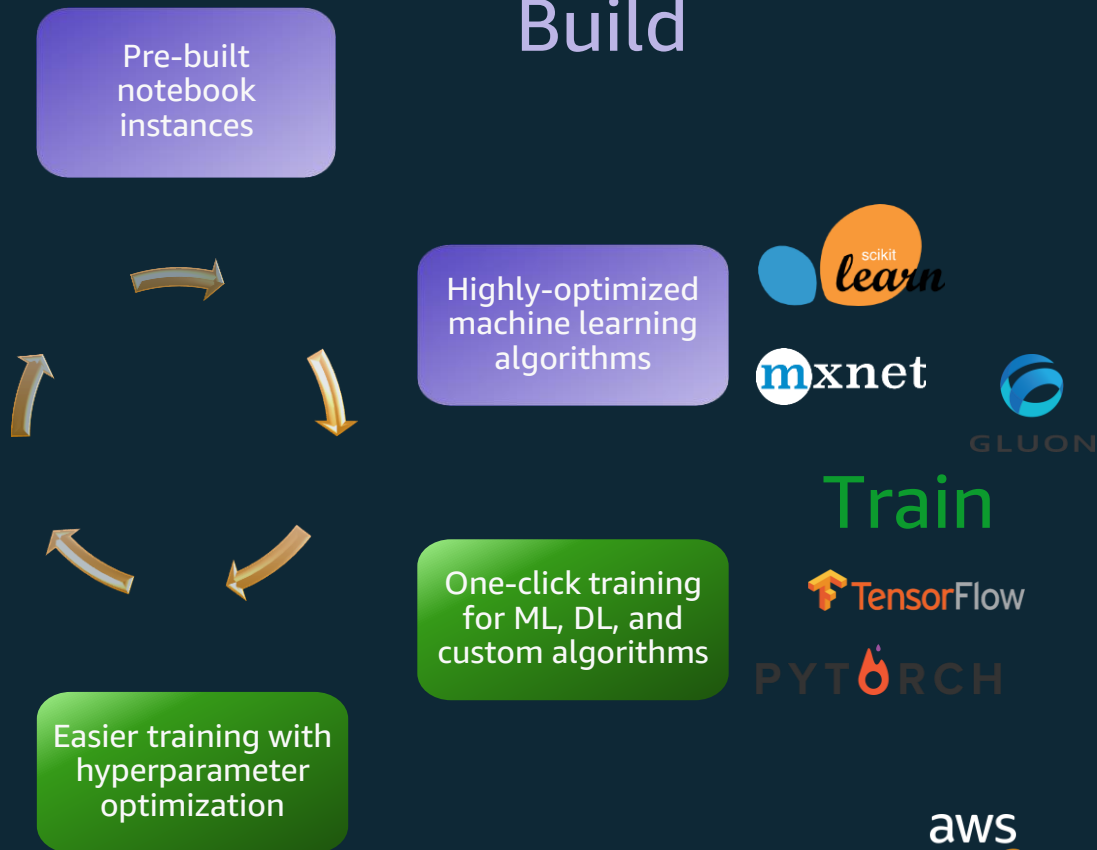 Build
Pre-built
notebook
instances
Highly-optimized
machine learning
algorithms
scikit
learn
mxnet
GLUON
Train
One-click training
for ML, DL, and
custom algorithms
TensorFlow
PYTORCH
Easier training with
hyperparameter
optimization
aws